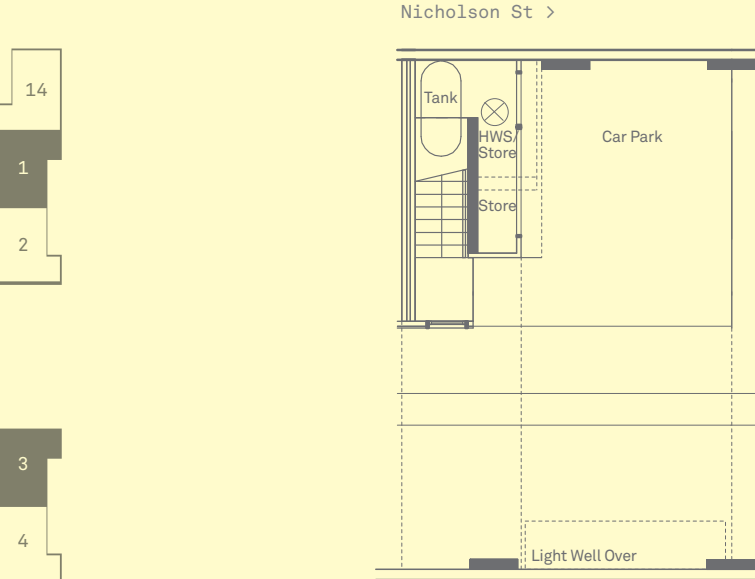 Nicholson St >
14
1
2
3
4
Tank
HWS/
Store
Store
Car Park
Light Well Over